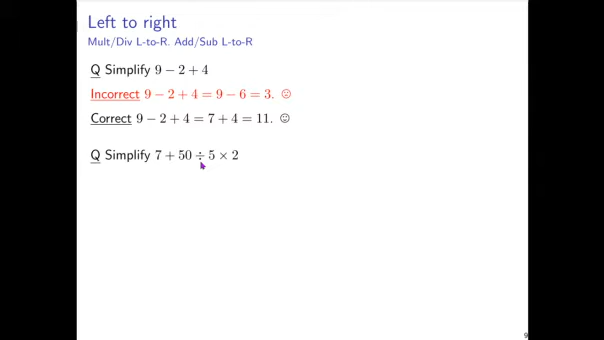 Left to right
Mult/Div L-to-R. Add/Sub L-to-R
Q Simplify 9 − 2 + 4
Incorrect 9 − 2 + 4 = 9 − 6 = 3. ☹
Correct 9 − 2 + 4 = 7 + 4 = 11. ☺
Q Simplify 7 + 50 ÷ 5 × 2
9